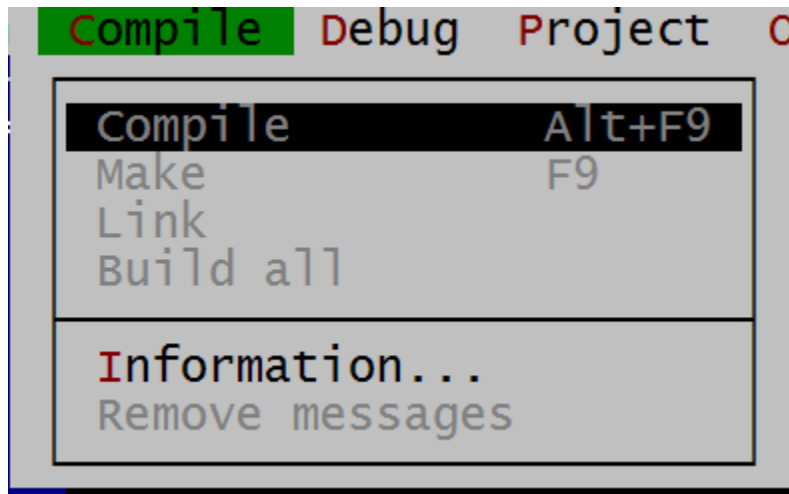 Compile Debug Project
Compile Alt+F9
Make F9
Link
Build all
Information...
Remove messages